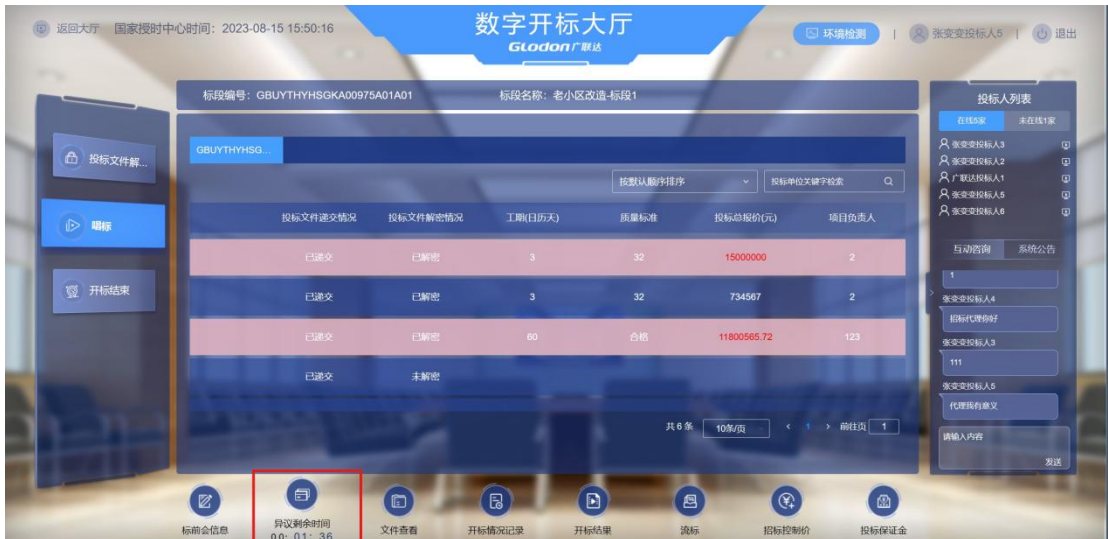 返回大厅 国家授时中心时间：2023-08-15 15:50:16
数字开标大厅
GLodon广联达
环境检测 | 张变变投标人5 | 退出
标段编号：GBUYTHYHSGKA00975A01A01 标段名称：老小区改造-标段1
投标文件解...
唱标
开标结束
GBUYTHYHSG...
按默认顺序排序 投标单位关键字检索
投标文件递交情况 投标文件解密情况 工期(日历天) 质量标准 投标总报价(元) 项目负责人
已递交 已解密 3 32 15000000 2
已递交 已解密 3 32 734567 2
已递交 已解密 60 合格 11800565.72 123
已递交 未解密
共 6 条 10条/页 < 1 > 前往页 1
投标人列表
在线5家 未在线1家
张变变投标人3
张变变投标人2
广联达投标人1
张变变投标人5
张变变投标人6
互动咨询 系统公告
1
张变变投标人4
招标代理你好
张变变投标人3
111
张变变投标人5
代理我有意义
请输入内容
发送
标前会信息
异议剩余时间
00: 01: 36
文件查看
开标情况记录
开标结果
流标
招标控制价
投标保证金